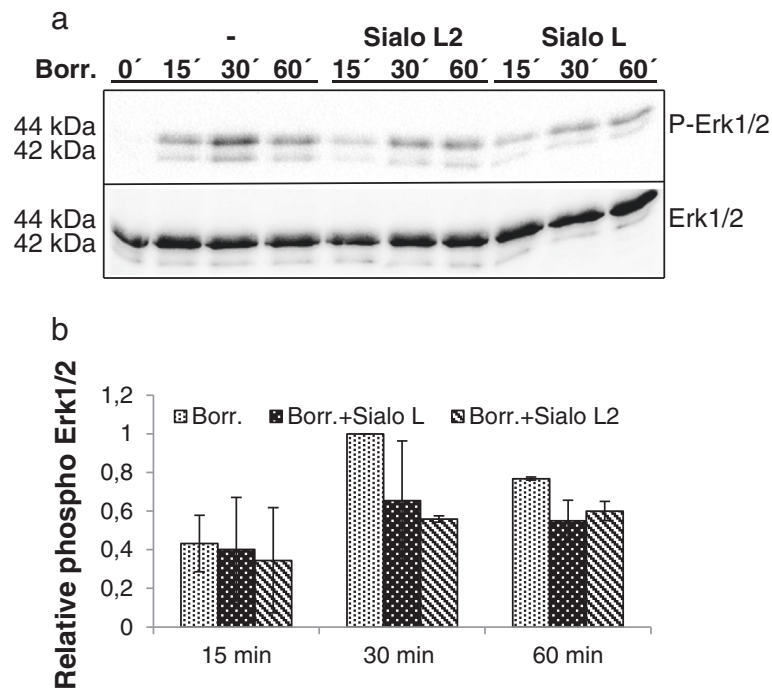 a
- Sialo L2 Sialo L
Borr. 0´ 15´ 30´ 60´ 15´ 30´ 60´ 15´ 30´ 60´
44 kDa
42 kDa
P-Erk1/2
44 kDa
42 kDa
Erk1/2
b
Relative phospho Erk1/2
1,2
1
0,8
0,6
0,4
0,2
0
Borr. Borr.+Sialo L Borr.+Sialo L2
15 min 30 min 60 min